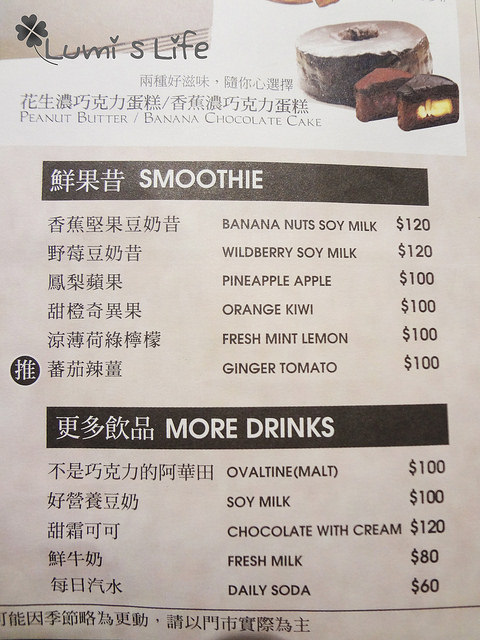 Lumi's Life
兩種好滋味，隨你心選擇
花生濃巧克力蛋糕/香蕉濃巧克力蛋糕
PEANUT BUTTER / BANANA CHOCOLATE CAKE
鮮果昔 SMOOTHIE
香蕉堅果豆奶昔 BANANA NUTS SOY MILK $120
野莓豆奶昔 WILDBERRY SOY MILK $120
鳳梨蘋果 PINEAPPLE APPLE $100
甜橙奇異果 ORANGE KIWI $100
涼薄荷綠檸檬 FRESH MINT LEMON $100
推 蕃茄辣薑 GINGER TOMATO $100
更多飲品 MORE DRINKS
不是巧克力的阿華田 OVALTINE(MALT) $100
好營養豆奶 SOY MILK $100
甜霜可可 CHOCOLATE WITH CREAM $120
鮮牛奶 FRESH MILK $80
每日汽水 DAILY SODA $60
可能因季節略為更動，請以門市實際為主